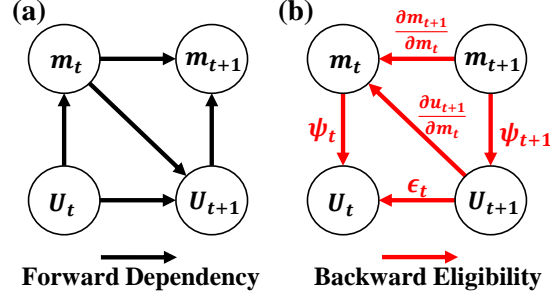 (a)
m_t
m_{t+1}
U_t
U_{t+1}
Forward Dependency
(b)
m_t
∂m_{t+1}/∂m_t
m_{t+1}
ψ_t
∂u_{t+1}/∂m_t
ψ_{t+1}
U_t
ϵ_t
U_{t+1}
Backward Eligibility